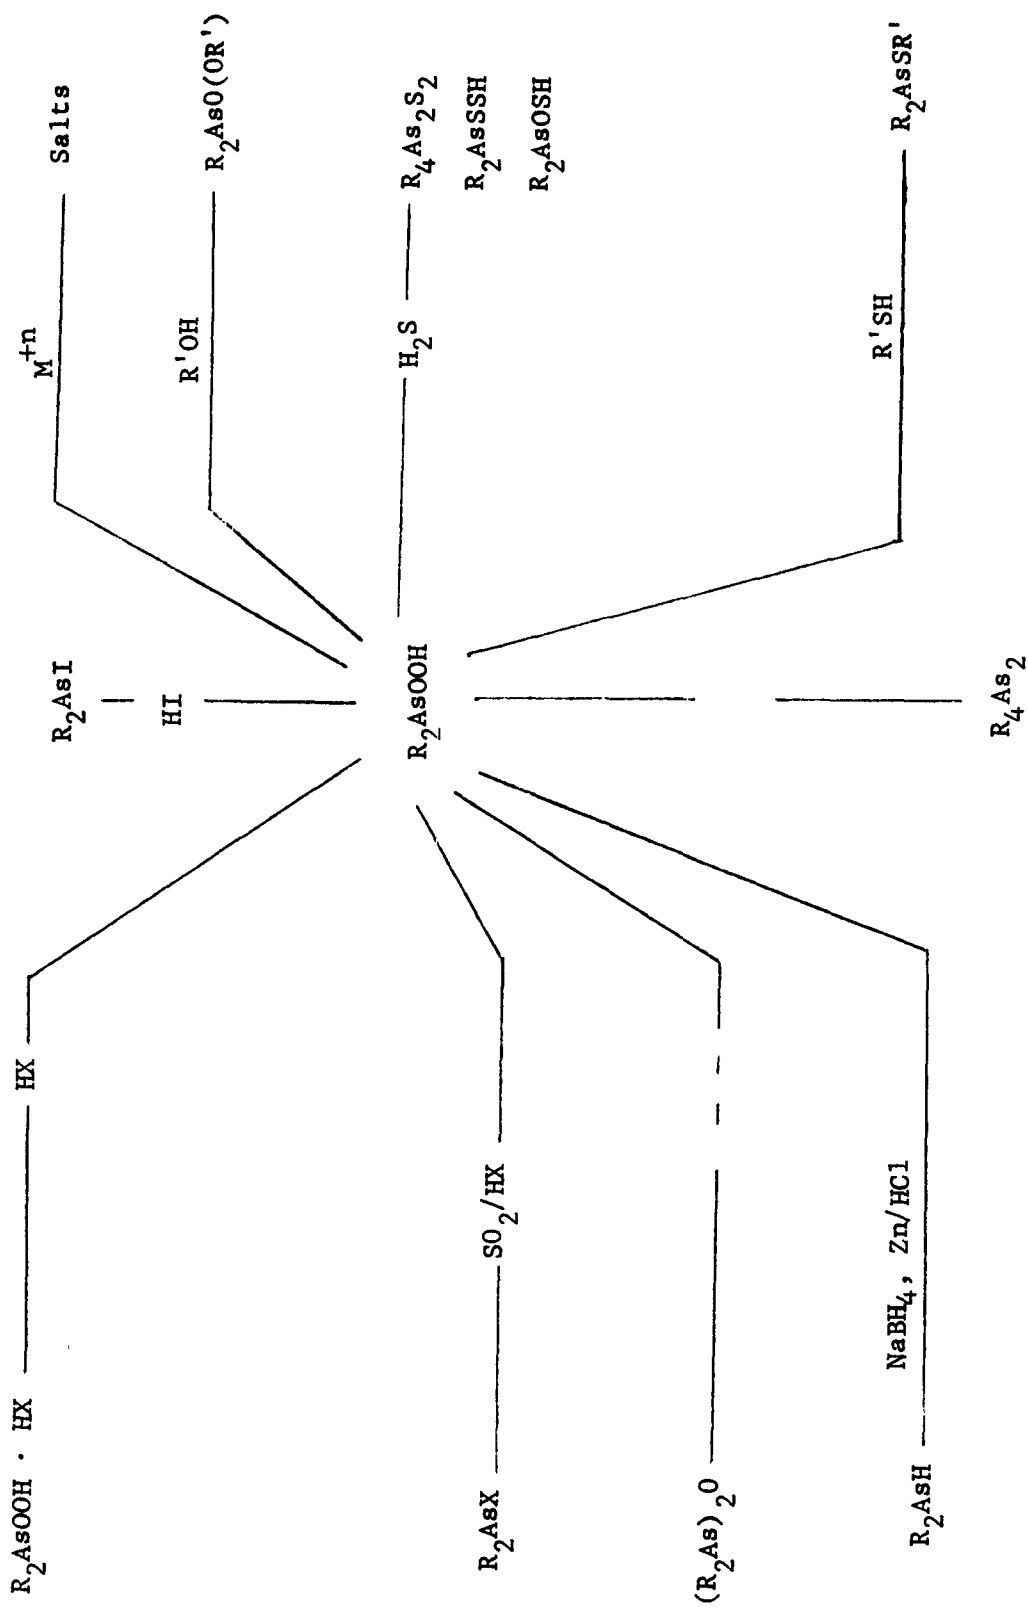 R2AsOOH · HX
HX
R2AsI
HI
M+n
Salts
R'OH
R2AsO(OR')
R2AsOOH
H2S
R4As2S2
R2AsSSH
R2AsOSH
R2AsX
SO2/HX
(R2As)2O
R'SH
R2AsSR'
NaBH4, Zn/HCl
R2AsH
R4As2